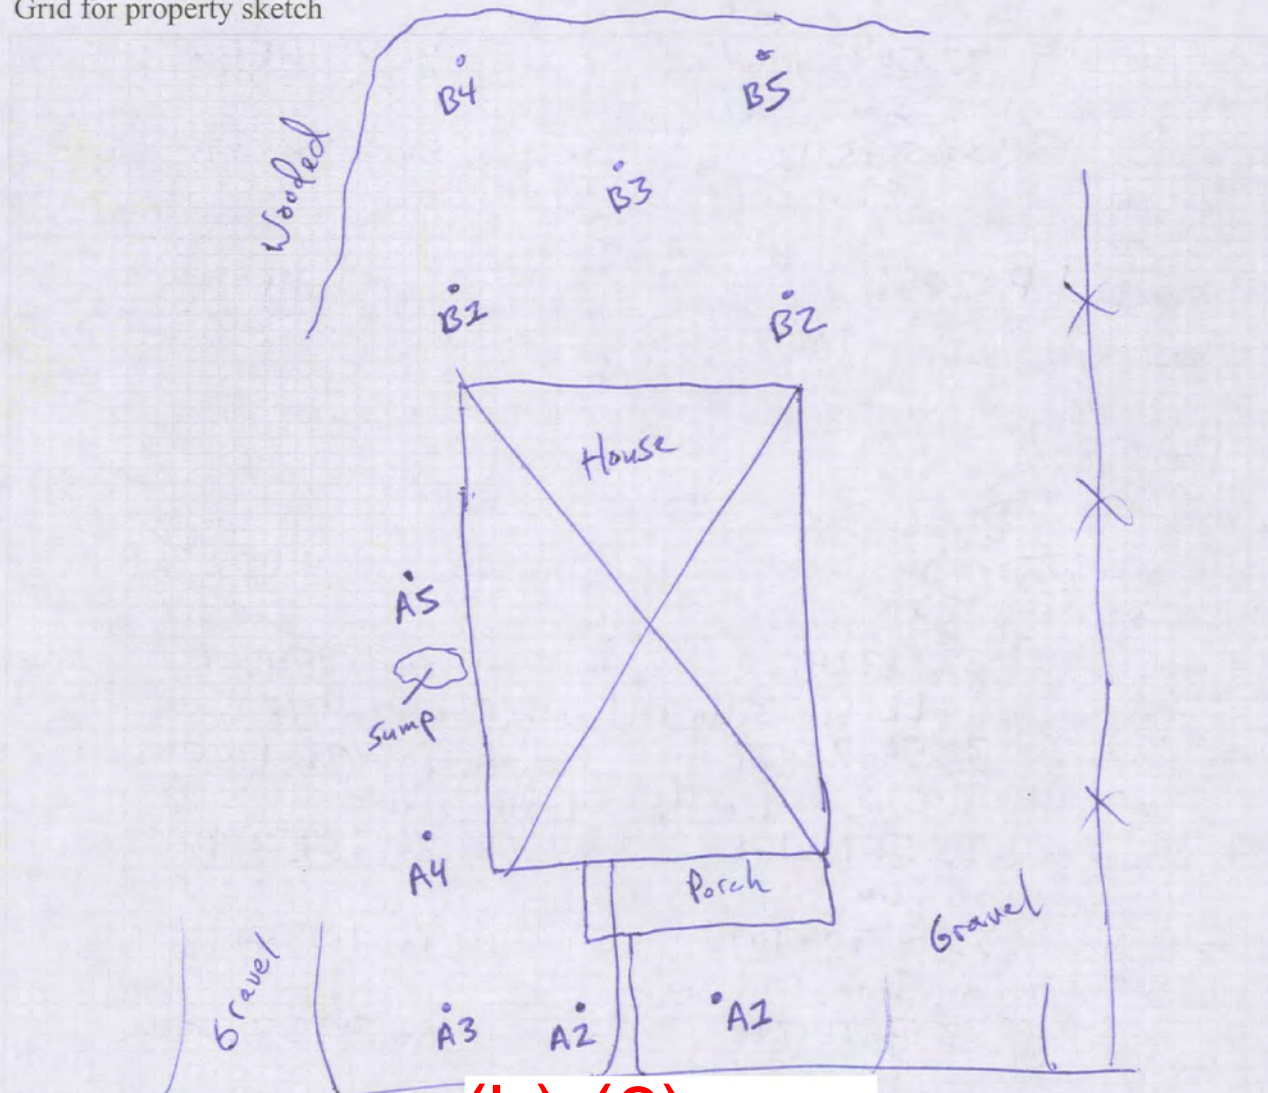 Grid for property sketch
B4
B5
Wooded
B3
B1
B2
House
A5
Sump
A4
Porch
Gravel
Gravel
A3
A2
A1